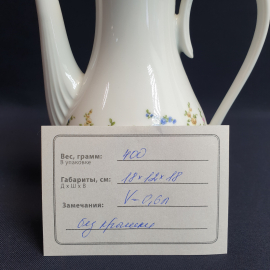 Вес, грамм: 400
В упаковке
Габариты, см: 18×12×18
Д х Ш х В
Замечания: V-0,6л
без крышки